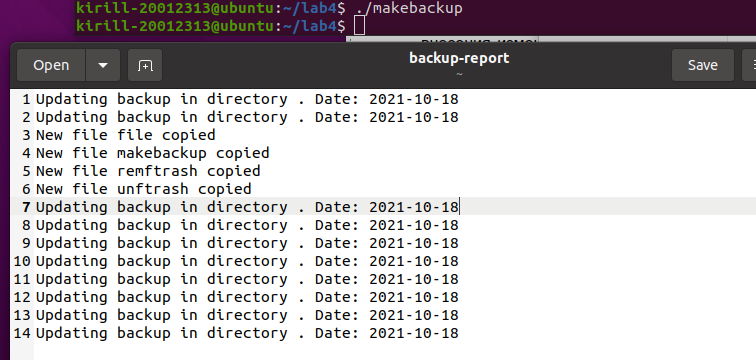 kirill-20012313@ubuntu:~/lab4$ ./makebackup
kirill-20012313@ubuntu:~/lab4$
Open
backup-report
~
Save
1 Updating backup in directory . Date: 2021-10-18
2 Updating backup in directory . Date: 2021-10-18
3 New file file copied
4 New file makebackup copied
5 New file remftrash copied
6 New file unftrash copied
7 Updating backup in directory . Date: 2021-10-18
8 Updating backup in directory . Date: 2021-10-18
9 Updating backup in directory . Date: 2021-10-18
10 Updating backup in directory . Date: 2021-10-18
11 Updating backup in directory . Date: 2021-10-18
12 Updating backup in directory . Date: 2021-10-18
13 Updating backup in directory . Date: 2021-10-18
14 Updating backup in directory . Date: 2021-10-18